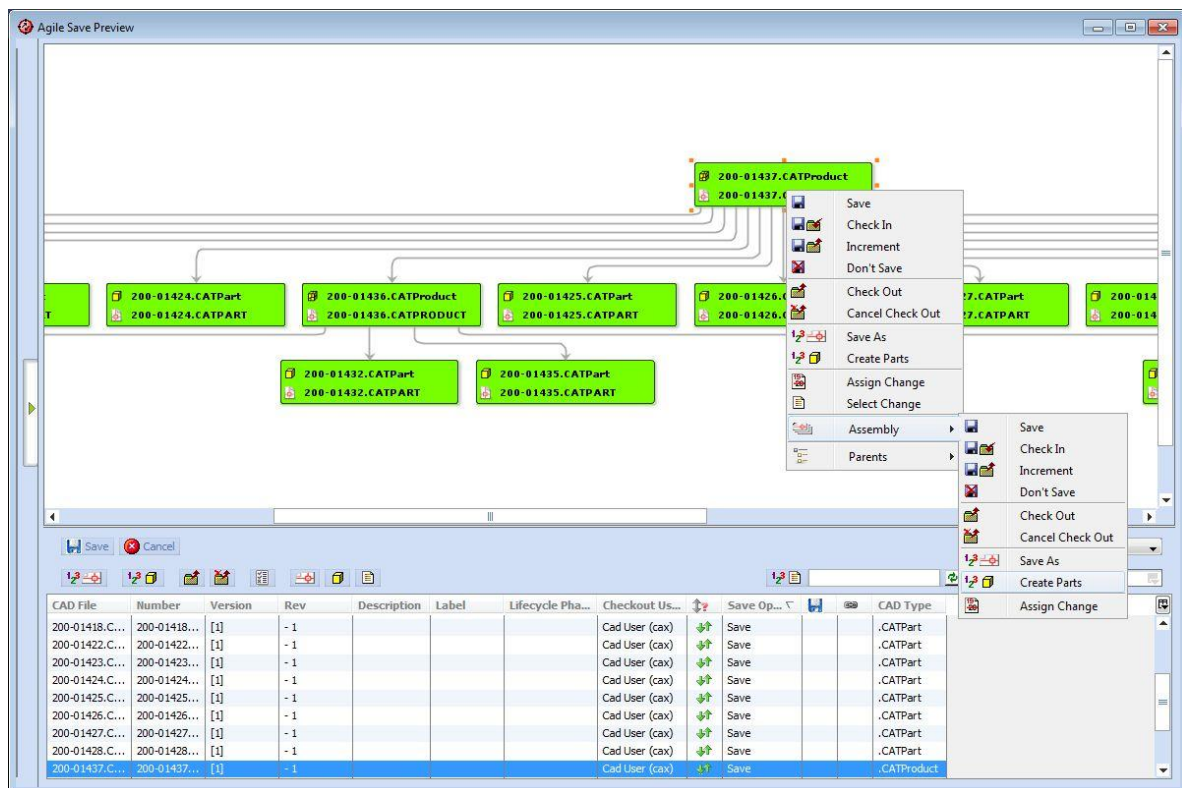 Agile Save Preview
200-01437.CATProduct
200-01437.
Save
Check In
Increment
Don't Save
Check Out
Cancel Check Out
Save As
Create Parts
Assign Change
Select Change
Assembly
Parents
200-01424.CATPart
200-01424.CATPART
200-01436.CATProduct
200-01436.CATPRODUCT
200-01425.CATPart
200-01425.CATPART
200-01426.
200-01426.
7.CATPart
27.CATPART
200-014
200-014
T
200-01432.CATPart
200-01432.CATPART
200-01435.CATPart
200-01435.CATPART
Save
Check In
Increment
Don't Save
Check Out
Cancel Check Out
Save As
Create Parts
Assign Change
Save Cancel
CAD File Number Version Rev Description Label Lifecycle Pha... Checkout Us... Save Op... CAD Type
200-01418.C... 200-01418... [1] - 1 Cad User (cax) Save .CATPart
200-01422.C... 200-01422... [1] - 1 Cad User (cax) Save .CATPart
200-01423.C... 200-01423... [1] - 1 Cad User (cax) Save .CATPart
200-01424.C... 200-01424... [1] - 1 Cad User (cax) Save .CATPart
200-01425.C... 200-01425... [1] - 1 Cad User (cax) Save .CATPart
200-01426.C... 200-01426... [1] - 1 Cad User (cax) Save .CATPart
200-01427.C... 200-01427... [1] - 1 Cad User (cax) Save .CATPart
200-01428.C... 200-01428... [1] - 1 Cad User (cax) Save .CATPart
200-01437.C... 200-01437... [1] - 1 Cad User (cax) Save .CATProduct